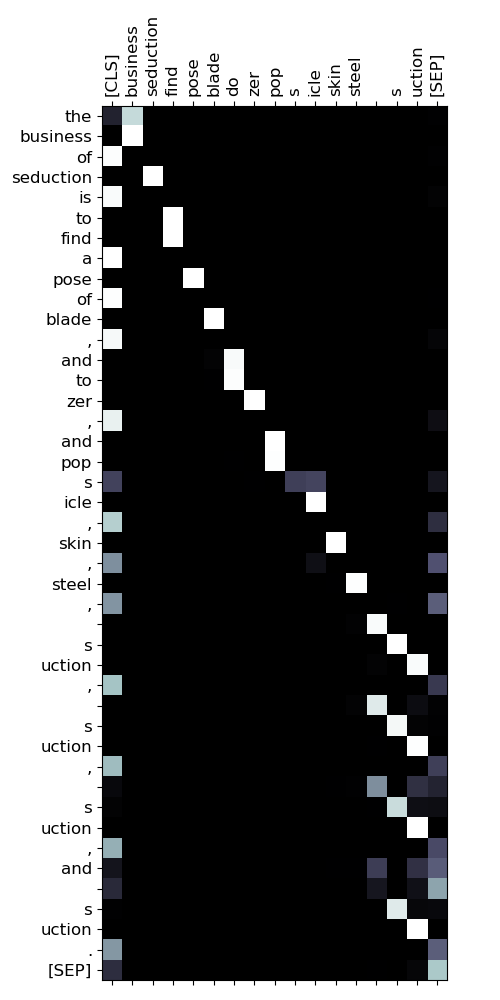 [CLS]
business
seduction
find
pose
blade
do
zer
pop
s
icle
skin
steel
s
uction
[SEP]
the
business
of
seduction
is
to
find
a
pose
of
blade
,
and
to
zer
,
and
pop
s
icle
,
skin
,
steel
,
s
uction
,
s
uction
,
s
uction
,
and
s
uction
.
[SEP]